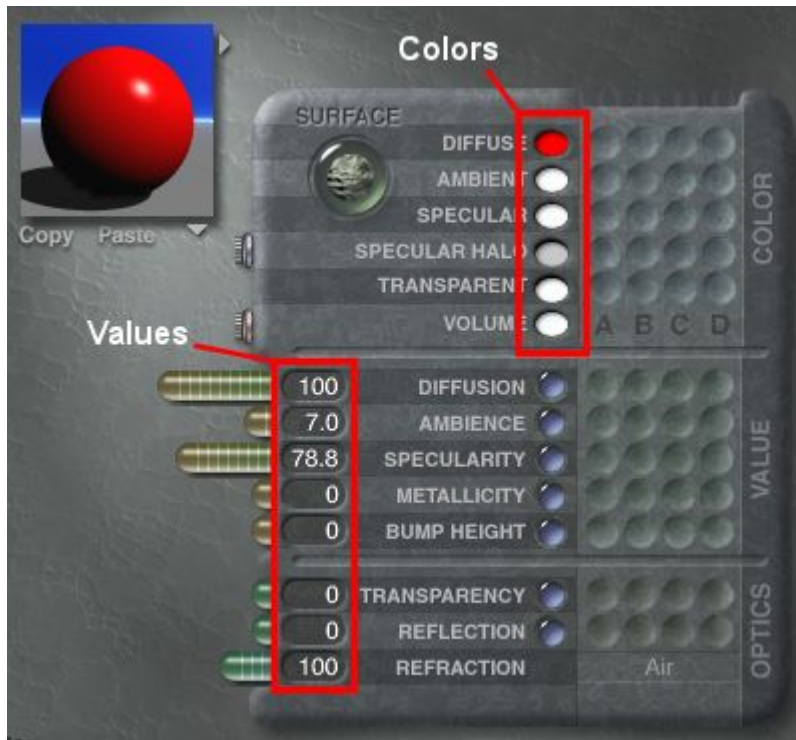 Colors
SURFACE
DIFFUSE
AMBIENT
SPECULAR
Copy Paste
SPECULAR HALO
COLOR
TRANSPARENT
VOLUME A B C D
Values
100 DIFFUSION
7.0 AMBIENCE
78.8 SPECULARITY
VALUE
0 METALLICITY
0 BUMP HEIGHT
0 TRANSPARENCY
0 REFLECTION
OPTICS
100 REFRACTION Air